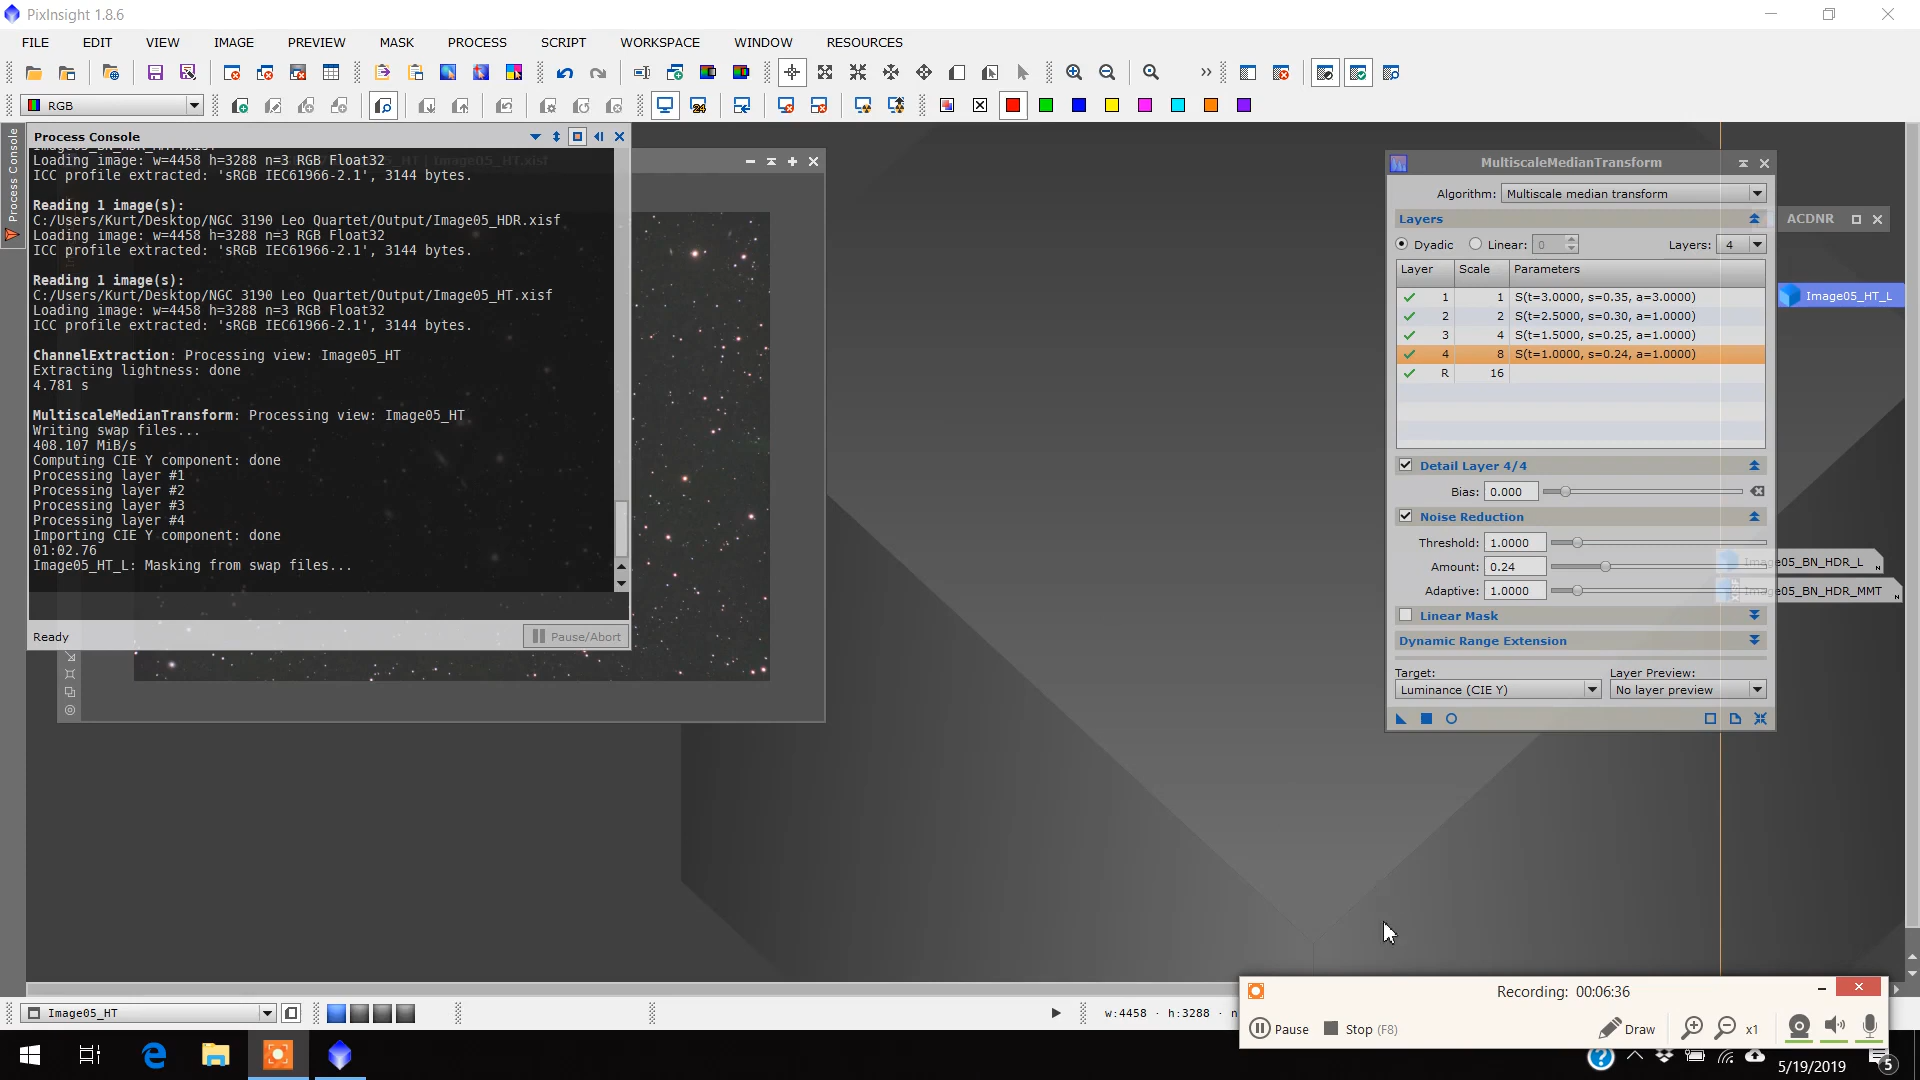 PixInsight 1.8.6
FILE EDIT VIEW IMAGE PREVIEW MASK PROCESS SCRIPT WORKSPACE WINDOW RESOURCES
RGB
24
Process Console
Process Console
Loading image: w=4458 h=3288 n=3 RGB Float32
ICC profile extracted: 'sRGB IEC61966-2.1', 3144 bytes.
Reading 1 image(s):
C:/Users/Kurt/Desktop/NGC 3190 Leo Quartet/Output/Image05_HDR.xisf
Loading image: w=4458 h=3288 n=3 RGB Float32
ICC profile extracted: 'sRGB IEC61966-2.1', 3144 bytes.
Reading 1 image(s):
C:/Users/Kurt/Desktop/NGC 3190 Leo Quartet/Output/Image05_HT.xisf
Loading image: w=4458 h=3288 n=3 RGB Float32
ICC profile extracted: 'sRGB IEC61966-2.1', 3144 bytes.
ChannelExtraction: Processing view: Image05_HT
Extracting lightness: done
4.781 s
MultiscaleMedianTransform: Processing view: Image05_HT
Writing swap files...
408.107 MiB/s
Computing CIE Y component: done
Processing layer #1
Processing layer #2
Processing layer #3
Processing layer #4
Importing CIE Y component: done
01:02.76
Image05_HT_L: Masking from swap files...
Ready
Pause/Abort
MultiscaleMedianTransform
Algorithm: Multiscale median transform
Layers
Dyadic Linear: 0 Layers: 4
Layer Scale Parameters
1 1 S(t=3.0000, s=0.35, a=3.0000)
2 2 S(t=2.5000, s=0.30, a=1.0000)
3 4 S(t=1.5000, s=0.25, a=1.0000)
4 8 S(t=1.0000, s=0.24, a=1.0000)
R 16
Detail Layer 4/4
Bias: 0.000
Noise Reduction
Threshold: 1.0000
Amount: 0.24
Adaptive: 1.0000
Linear Mask
Dynamic Range Extension
Target: Layer Preview:
Luminance (CIE Y) No layer preview
ACDNR
Image05_HT_L
e05_BN_HDR_L
e05_BN_HDR_MMT
Image05_HT
w:4458 · h:3288 ·
Recording: 00:06:36
Pause Stop (F8) Draw x1
5/19/2019
5